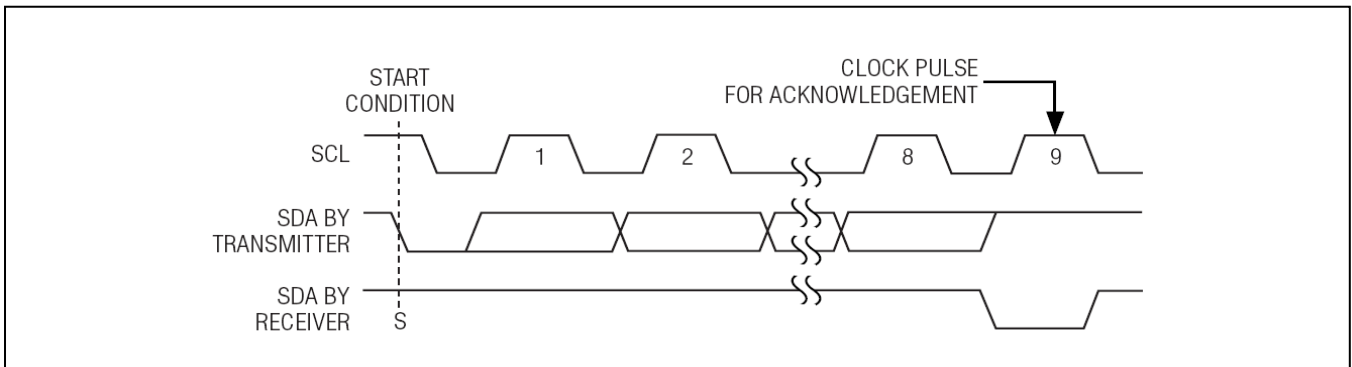 START
CONDITION
CLOCK PULSE
FOR ACKNOWLEDGEMENT
SCL
1
2
8
9
SDA BY
TRANSMITTER
SDA BY
RECEIVER
S